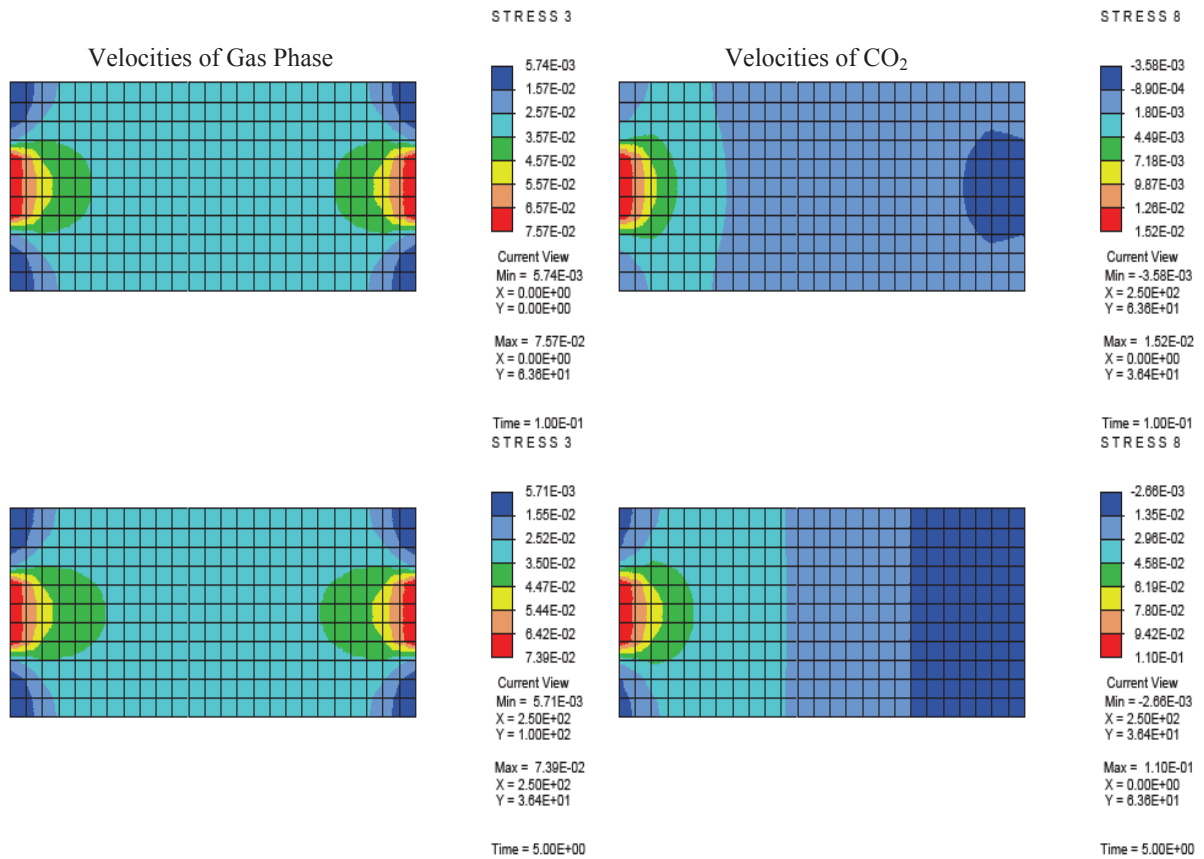 STRESS 3
Velocities of Gas Phase
5.74E-03
1.57E-02
2.57E-02
3.57E-02
4.57E-02
5.57E-02
6.57E-02
7.57E-02
Current View
Min = 5.74E-03
X = 0.00E+00
Y = 0.00E+00
Max = 7.57E-02
X = 0.00E+00
Y = 6.36E+01
Time = 1.00E-01
STRESS 8
Velocities of CO₂
-3.58E-03
-8.90E-04
1.80E-03
4.49E-03
7.18E-03
9.87E-03
1.26E-02
1.52E-02
Current View
Min = -3.58E-03
X = 2.50E+02
Y = 6.36E+01
Max = 1.52E-02
X = 0.00E+00
Y = 3.64E+01
Time = 1.00E-01
STRESS 3
5.71E-03
1.55E-02
2.52E-02
3.50E-02
4.47E-02
5.44E-02
6.42E-02
7.39E-02
Current View
Min = 5.71E-03
X = 2.50E+02
Y = 1.00E+02
Max = 7.39E-02
X = 2.50E+02
Y = 3.64E+01
Time = 5.00E+00
STRESS 8
-2.66E-03
1.35E-02
2.96E-02
4.58E-02
6.19E-02
7.80E-02
9.42E-02
1.10E-01
Current View
Min = -2.66E-03
X = 2.50E+02
Y = 3.64E+01
Max = 1.10E-01
X = 0.00E+00
Y = 6.36E+01
Time = 5.00E+00